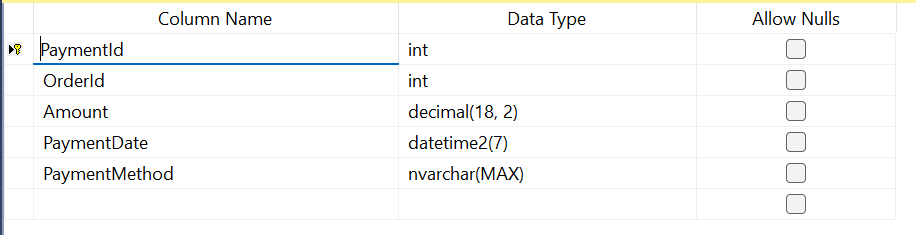 Column Name Data Type Allow Nulls
PaymentId int
OrderId int
Amount decimal(18, 2)
PaymentDate datetime2(7)
PaymentMethod nvarchar(MAX)